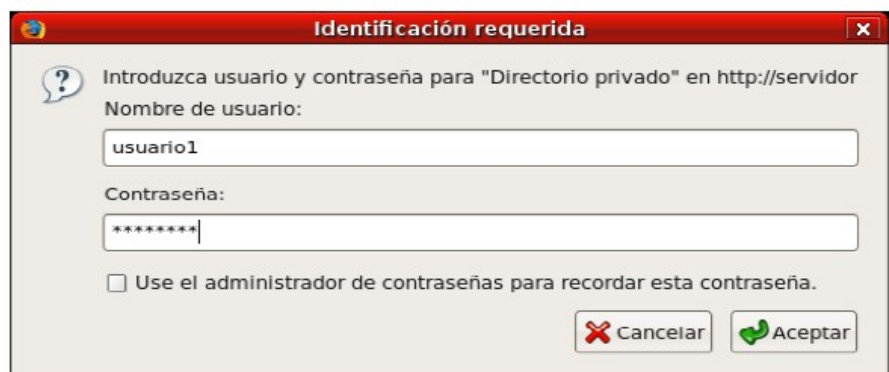 Identificación requerida
Introduzca usuario y contraseña para "Directorio privado" en http://servidor
Nombre de usuario:
usuario1
Contraseña:
********
Use el administrador de contraseñas para recordar esta contraseña.
Cancelar Aceptar